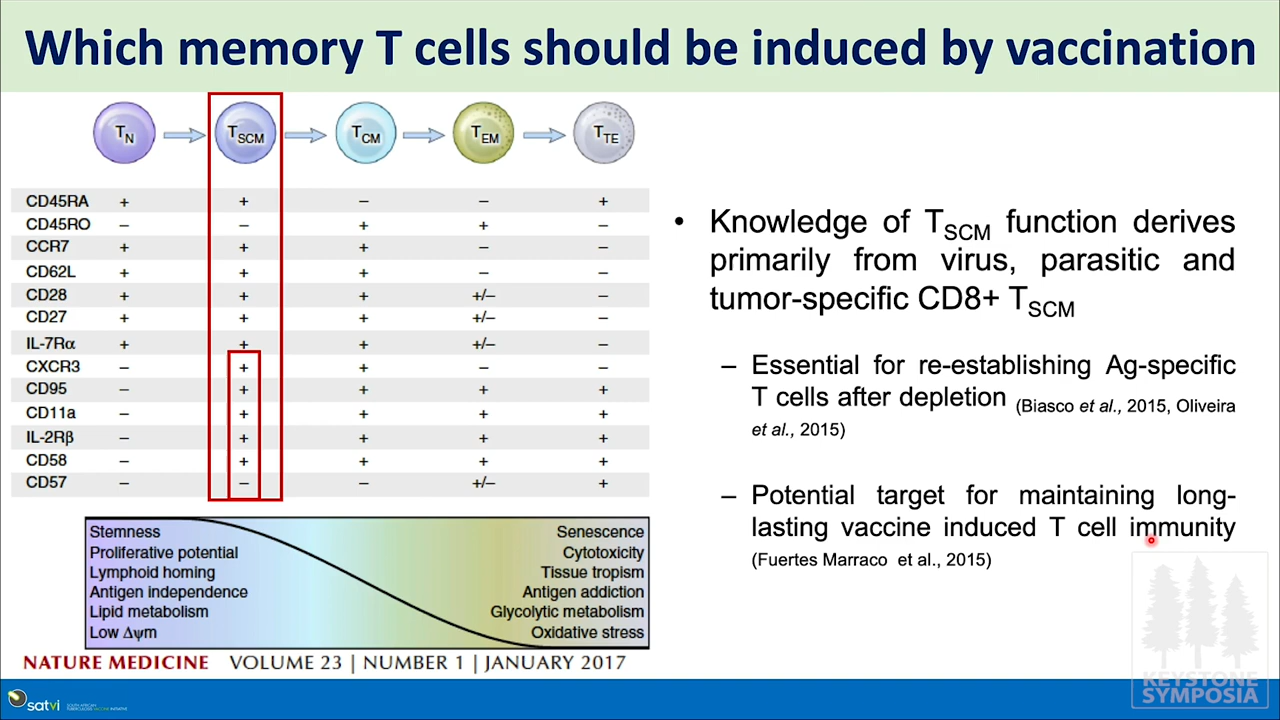 Which memory T cells should be induced by vaccination
TN TSCM TCM TEM TTE
CD45RA + + – – +
CD45RO – – + + –
CCR7 + + + – –
CD62L + + + – –
CD28 + + + +/– –
CD27 + + + +/– –
IL-7Rα + + + +/– –
CXCR3 – + + – –
CD95 – + + + +
CD11a – + + + +
IL-2Rβ – + + + +
CD58 – + + + +
CD57 – – – +/– +
Stemness Senescence
Proliferative potential Cytotoxicity
Lymphoid homing Tissue tropism
Antigen independence Antigen addiction
Lipid metabolism Glycolytic metabolism
Low Δψm Oxidative stress
NATURE MEDICINE VOLUME 23 | NUMBER 1 | JANUARY 2017
• Knowledge of TSCM function derives
primarily from virus, parasitic and
tumor-specific CD8+ TSCM
– Essential for re-establishing Ag-specific
T cells after depletion (Biasco et al., 2015, Oliveira
et al., 2015)
– Potential target for maintaining long-
lasting vaccine induced T cell immunity
(Fuertes Marraco et al., 2015)
KEYSTONE
SYMPOSIA
satvi
SOUTH AFRICAN
TUBERCULOSIS VACCINE INITIATIVE